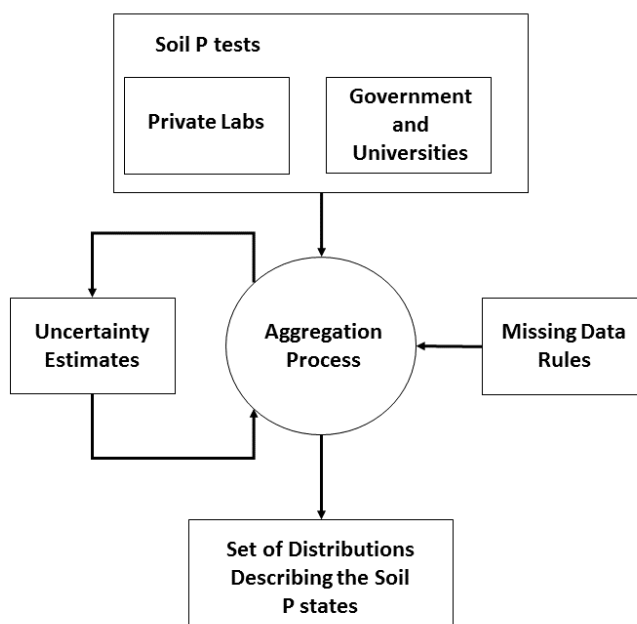 Soil P tests
Private Labs
Government
and
Universities
Uncertainty
Estimates
Aggregation
Process
Missing Data
Rules
Set of Distributions
Describing the Soil
P states